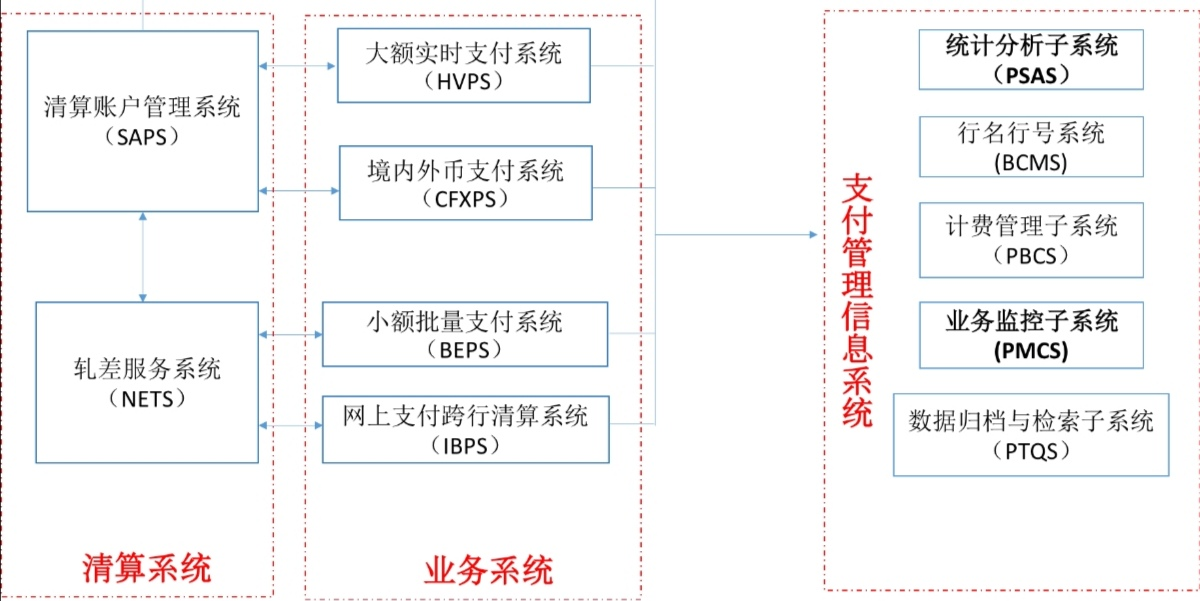 清算账户管理系统
（SAPS）
轧差服务系统
（NETS）
清算系统
大额实时支付系统
（HVPS）
境内外币支付系统
（CFXPS）
小额批量支付系统
（BEPS）
网上支付跨行清算系统
（IBPS）
业务系统
支付管理信息系统
统计分析子系统
（PSAS）
行名行号系统
(BCMS)
计费管理子系统
（PBCS）
业务监控子系统
(PMCS)
数据归档与检索子系统
（PTQS）